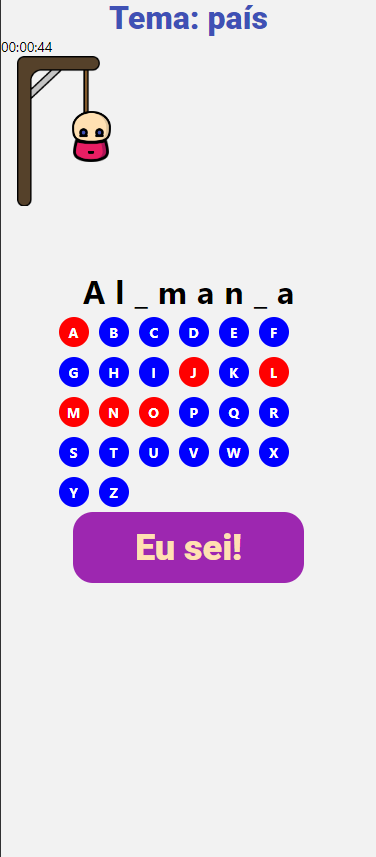 Tema: país
00:00:44
A l _ m a n _ a
A B C D E F
G H I J K L
M N O P Q R
S T U V W X
Y Z
Eu sei!